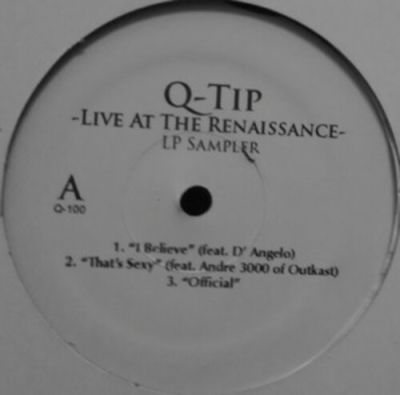 Q-TIP
-LIVE AT THE RENAISSANCE-
LP SAMPLER
A
Q-100
1. "I Believe" (feat. D' Angelo)
2. "That's Sexy" (feat. Andre 3000 of Outkast)
3. "Official"